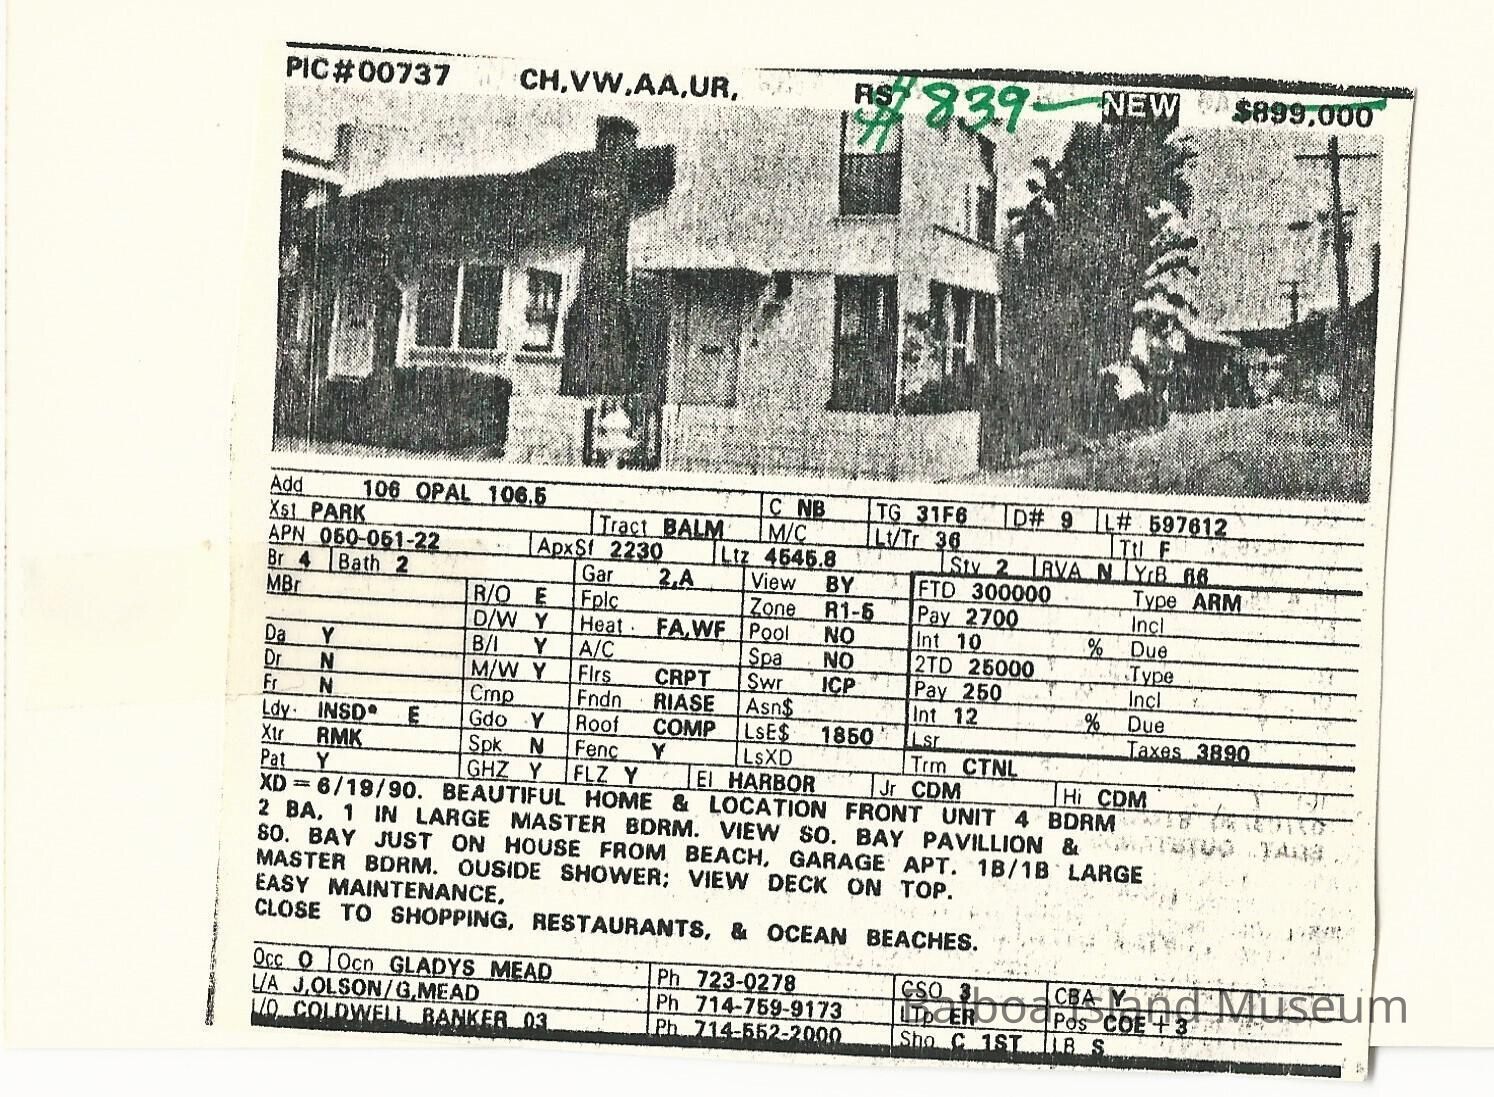 PIC#00737 CH,VW,AA,UR, RS $839— NEW $899,000
Add 106 OPAL 106.5 C NB TG 31F6 D# 9 L# 597612
Xst PARK Tract BALM M/C Lt/Tr 36 Ttl F
APN 050-051-22 ApxSf 2230 Ltz 4545.8 Sty 2 RVA N YrB 66
Br 4 Bath 2 Gar 2,A View BY FTD 300000 Type ARM
MBr R/O E Fplc Zone R1-5 Pay 2700 Incl
D/W Y Heat FA,WF Pool NO Int 10 % Due
Da Y B/I Y A/C Spa NO 2TD 25000 Type
Dr N M/W Y Flrs CRPT Swr ICP Pay 250 Incl
Fr N Cmp Fndn RIASE Asn$ Int 12 % Due
Ldy INSD* E Gdo Y Roof COMP LsE$ 1850 Lsr Taxes 3890
Xtr RMK Spk N Fenc Y LsXD Trm CTNL
Pat Y GHZ Y FLZ Y El HARBOR Jr CDM Hi CDM
XD=6/19/90. BEAUTIFUL HOME & LOCATION FRONT UNIT 4 BDRM
2 BA, 1 IN LARGE MASTER BDRM. VIEW SO. BAY PAVILLION &
SO. BAY JUST ON HOUSE FROM BEACH, GARAGE APT. 1B/1B LARGE
MASTER BDRM. OUSIDE SHOWER; VIEW DECK ON TOP.
EASY MAINTENANCE,
CLOSE TO SHOPPING, RESTAURANTS, & OCEAN BEACHES.
Occ O Ocn GLADYS MEAD Ph 723-0278 CSO 3 CBA Y
L/A J,OLSON/G,MEAD Ph 714-759-9173 LTp ER Pos COE+3
L/O COLDWELL BANKER 03 Ph 714-552-2000 Sho C 1ST LB S
Balboa Island Museum